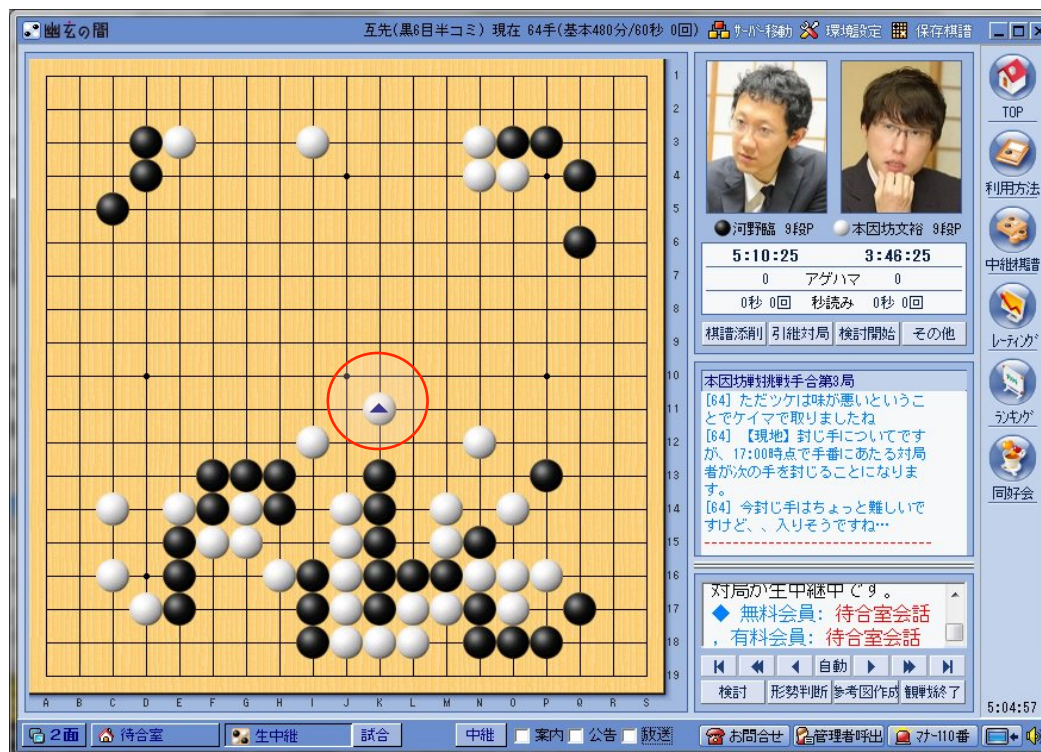 幽玄の間
互先(黒6目半コミ) 現在 64手(基本480分/60秒 0回)
サーバー移動 環境設定 保存棋譜
1
2
3
4
5
6
7
8
9
10
11
12
13
14
15
16
17
18
19
A B C D E F G H I J K L M N O P Q R S
河野臨 9段P 本因坊文裕 9段P
5:10:25 3:46:25
0 アゲハマ 0
0秒 0回 秒読み 0秒 0回
棋譜添削 引継対局 検討開始 その他
本因坊戦挑戦手合第3局
[64] ただツケは味が悪いというこ
とでケイマで取りましたね
[64] 【現地】封じ手についてです
が、17:00時点で手番にあたる対局
者が次の手を封じることになりま
す。
[64] 今封じ手はちょっと難しいで
すけど、、入りそうですね…
対局が生中継中です。
◆ 無料会員: 待合室会話
, 有料会員: 待合室会話
自動
検討 形勢判断 参考図作成 観戦終了
TOP
利用方法
中継棋譜
レーティング
ランキング
同好会
5:04:57
2面 待合室 生中継 試合 中継 案内 公告 放送 お問合せ 管理者呼出 マナー110番